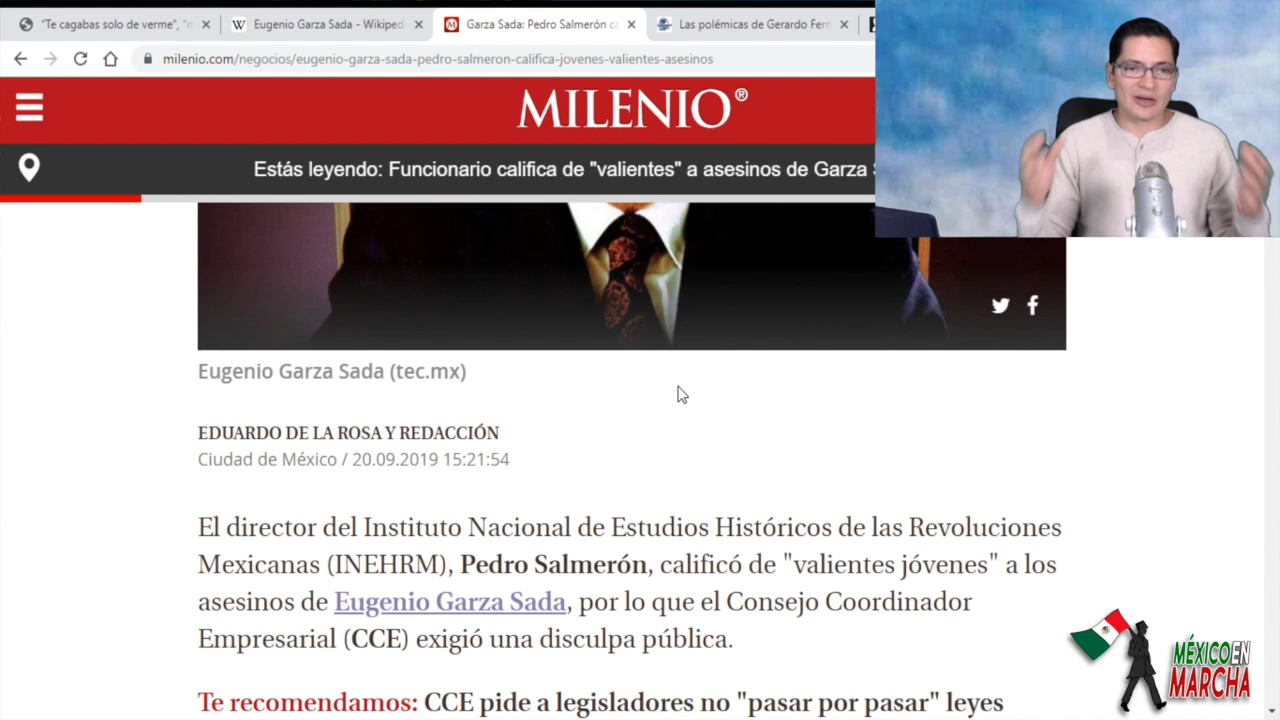 "Te cagabas solo de verme", "m
Eugenio Garza Sada - Wikiped
Garza Sada: Pedro Salmerón ca
Las polémicas de Gerardo Fern
milenio.com/negocios/eugenio-garza-sada-pedro-salmeron-califica-jovenes-valientes-asesinos
MILENIO®
Estás leyendo: Funcionario califica de "valientes" a asesinos de Garza S
Eugenio Garza Sada (tec.mx)
EDUARDO DE LA ROSA Y REDACCIÓN
Ciudad de México / 20.09.2019 15:21:54
El director del Instituto Nacional de Estudios Históricos de las Revoluciones
Mexicanas (INEHRM), Pedro Salmerón, calificó de "valientes jóvenes" a los
asesinos de Eugenio Garza Sada, por lo que el Consejo Coordinador
Empresarial (CCE) exigió una disculpa pública.
MÉXICO EN
MARCHA
Te recomendamos: CCE pide a legisladores no "pasar por pasar" leyes